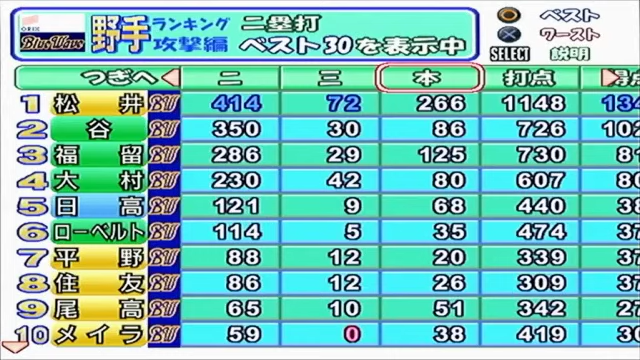 ORIX
BlueWave
野手 ランキング 攻撃編
二塁打
ベスト30を表示中
ベスト
ワースト
SELECT 説明
つぎへ 二 三 本 打点
1 松井 BW 414 72 266 1148
2 谷 BW 350 30 86 726
3 福留 BW 286 29 125 730
4 大村 BW 230 42 80 607
5 日高 BW 121 9 68 440
6 ローベルト BW 114 5 35 474
7 平野 BW 88 12 20 339
8 住友 BW 86 12 26 309
9 尾高 BW 65 10 51 342
10 メイラ BW 59 0 38 419